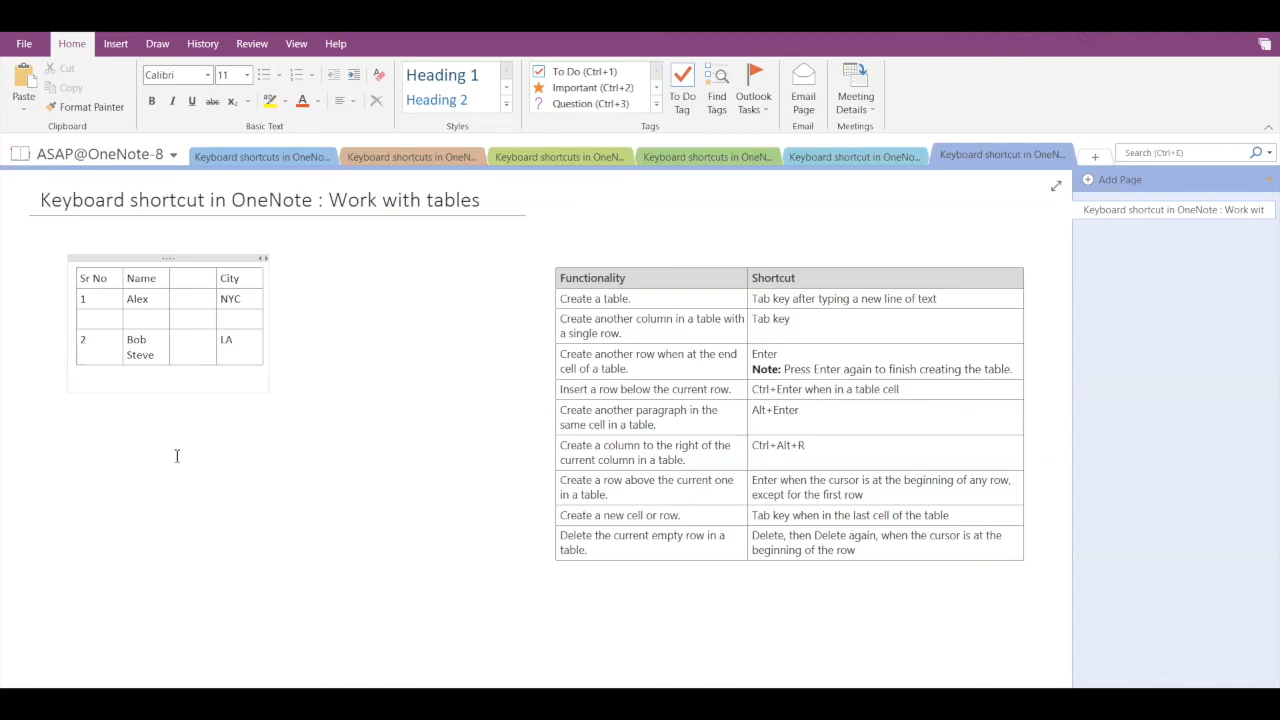 File Home Insert Draw History Review View Help
Paste
Cut
Copy
Format Painter
Clipboard
Calibri 11
B I U abc X₂ A
Basic Text
Heading 1
Heading 2
Styles
To Do (Ctrl+1)
Important (Ctrl+2)
? Question (Ctrl+3)
To Do
Tag
Find
Tags
Outlook
Tasks
Tags
Email
Page
Email
Meeting
Details
Meetings
ASAP@OneNote-8
Keyboard shortcuts in OneNo...
Keyboard shortcuts in OneN...
Keyboard shortcuts in OneN...
Keyboard shortcuts in OneN...
Keyboard shortcut in OneNo...
Keyboard shortcut in OneN...
+
Search (Ctrl+E)
Add Page
Keyboard shortcut in OneNote : Work wit
Keyboard shortcut in OneNote : Work with tables
Sr No Name City
1 Alex NYC
2 Bob LA
Steve
Functionality Shortcut
Create a table. Tab key after typing a new line of text
Create another column in a table with Tab key
a single row.
Create another row when at the end Enter
cell of a table. Note: Press Enter again to finish creating the table.
Insert a row below the current row. Ctrl+Enter when in a table cell
Create another paragraph in the Alt+Enter
same cell in a table.
Create a column to the right of the Ctrl+Alt+R
current column in a table.
Create a row above the current one Enter when the cursor is at the beginning of any row,
in a table. except for the first row
Create a new cell or row. Tab key when in the last cell of the table
Delete the current empty row in a Delete, then Delete again, when the cursor is at the
table. beginning of the row